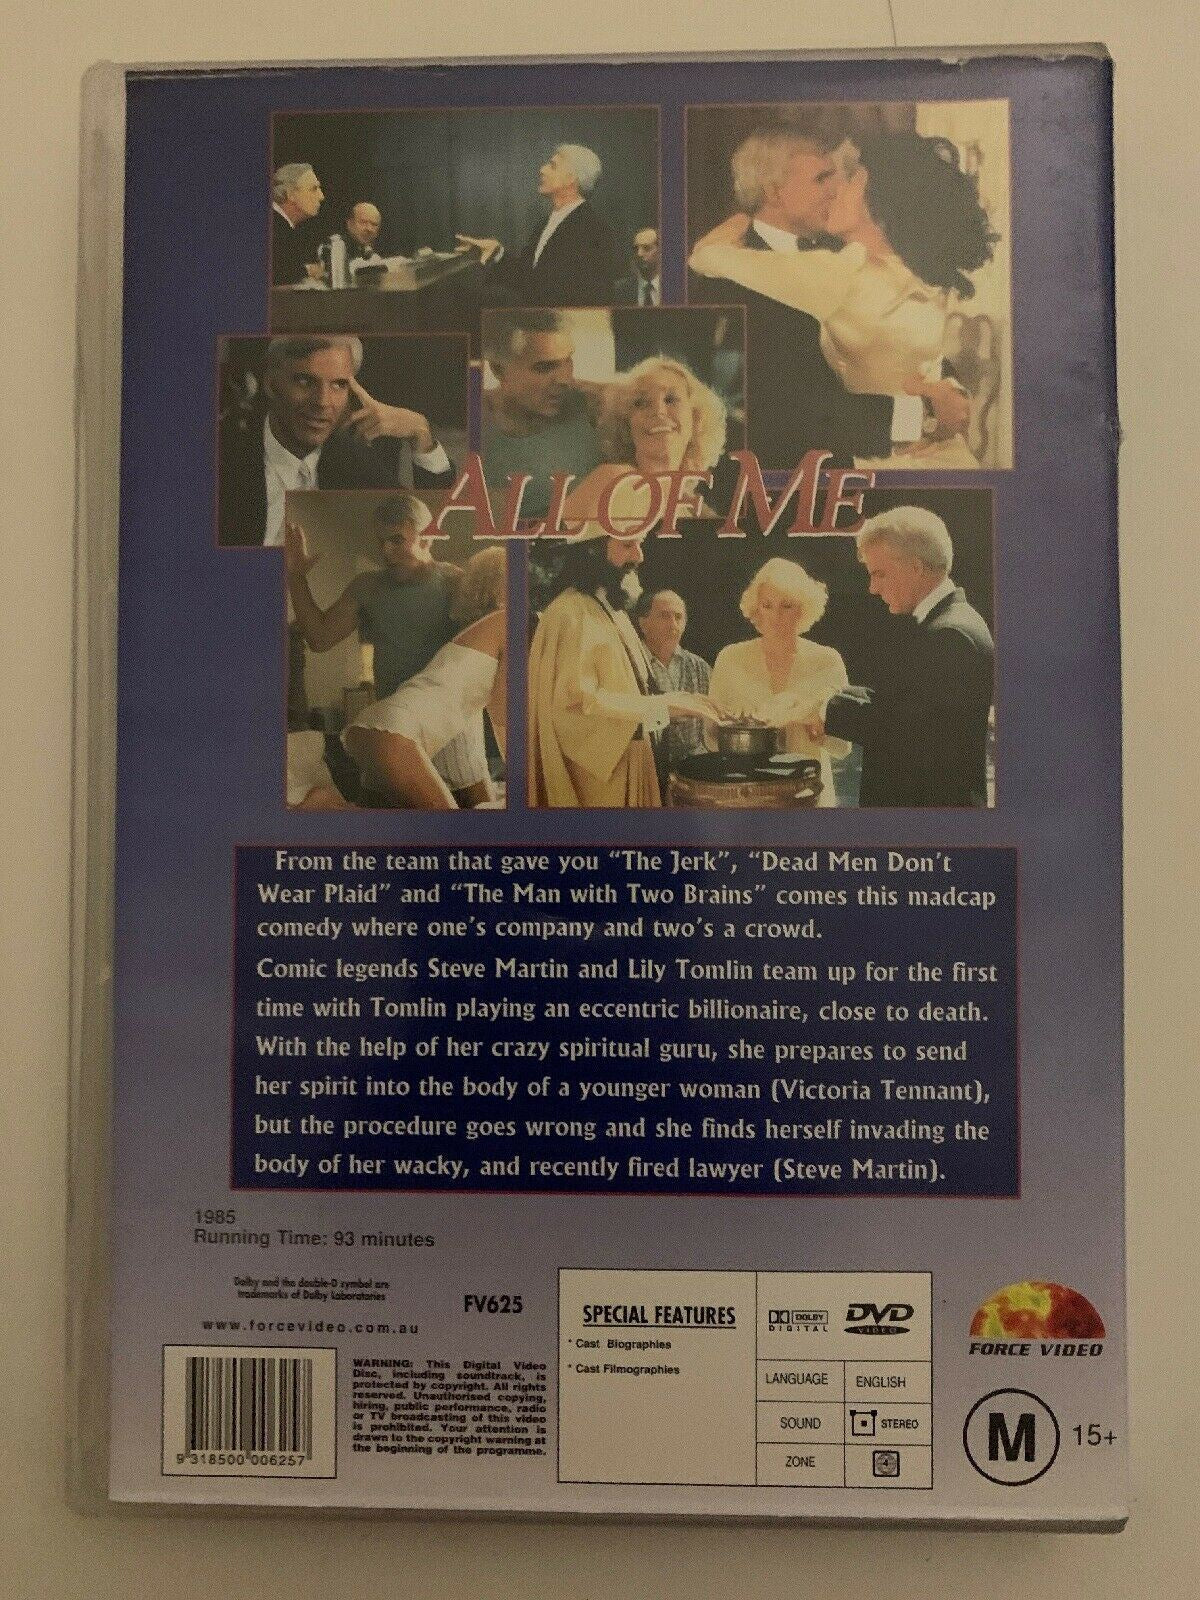 ALL OF ME
From the team that gave you “The Jerk”, “Dead Men Don’t
Wear Plaid” and “The Man with Two Brains” comes this madcap
comedy where one’s company and two’s a crowd.
Comic legends Steve Martin and Lily Tomlin team up for the first
time with Tomlin playing an eccentric billionaire, close to death.
With the help of her crazy spiritual guru, she prepares to send
her spirit into the body of a younger woman (Victoria Tennant),
but the procedure goes wrong and she finds herself invading the
body of her wacky, and recently fired lawyer (Steve Martin).
1985
Running Time: 93 minutes
Dolby and the double-D symbol are
trademarks of Dolby Laboratories
FV625
www.forcevideo.com.au
9 318500 006257
WARNING: This Digital Video
Disc, including soundtrack, is
protected by copyright. All rights
reserved. Unauthorised copying,
hiring, public performance, radio
or TV broadcasting of this video
is prohibited. Your attention is
drawn to the copyright warning at
the beginning of the programme.
SPECIAL FEATURES
* Cast Biographies
* Cast Filmographies
DOLBY
DIGITAL
DVD
VIDEO
LANGUAGE ENGLISH
SOUND STEREO
ZONE 4
FORCE VIDEO
M 15+